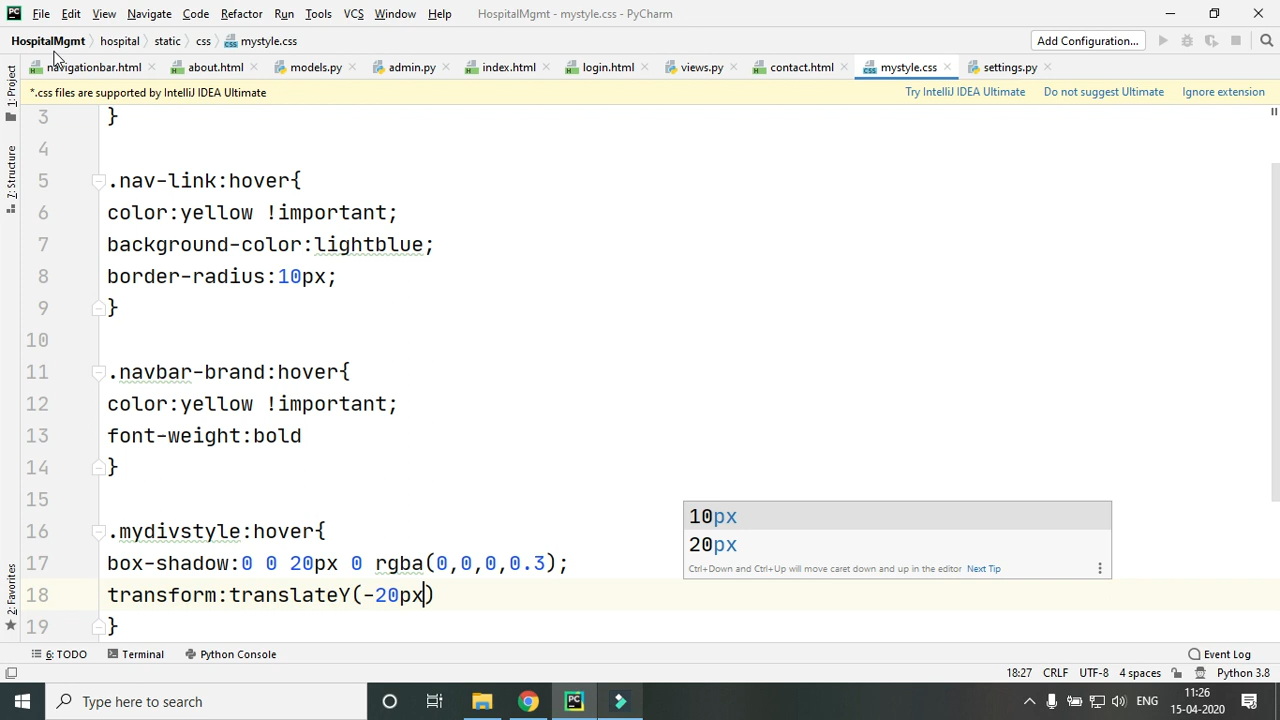 File Edit View Navigate Code Refactor Run Tools VCS Window Help HospitalMgmt - mystyle.css - PyCharm
HospitalMgmt hospital static css mystyle.css Add Configuration...
navigationbar.html about.html models.py admin.py index.html login.html views.py contact.html mystyle.css settings.py
*.css files are supported by IntelliJ IDEA Ultimate Try IntelliJ IDEA Ultimate Do not suggest Ultimate Ignore extension
1: Project
7: Structure
2: Favorites
3 }
4
5 .nav-link:hover{
6 color:yellow !important;
7 background-color:lightblue;
8 border-radius:10px;
9 }
10
11 .navbar-brand:hover{
12 color:yellow !important;
13 font-weight:bold
14 }
15
16 .mydivstyle:hover{
17 box-shadow:0 0 20px 0 rgba(0,0,0,0.3);
18 transform:translateY(-20px)
19 }
10px
20px
Ctrl+Down and Ctrl+Up will move caret down and up in the editor Next Tip
6: TODO Terminal Python Console Event Log
18:27 CRLF UTF-8 4 spaces Python 3.8
Type here to search ENG 11:26
15-04-2020